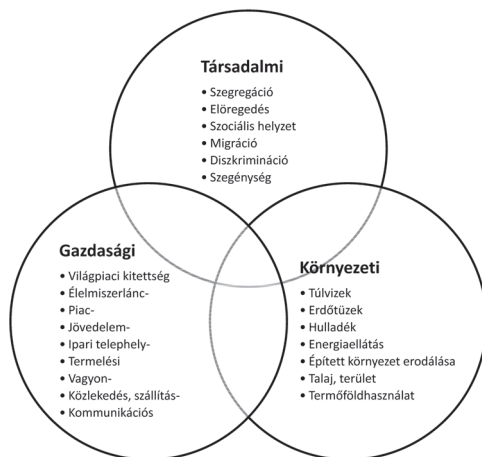 Társadalmi
• Szegregáció
• Elöregedés
• Szociális helyzet
• Migráció
• Diszkrimináció
• Szegénység
Gazdasági
• Világpiaci kitettség
• Élelmiszerlánc-
• Piac-
• Jövedelem-
• Ipari telephely-
• Termelési
• Vagyon-
• Közlekedés, szállítás-
• Kommunikációs
Környezeti
• Túlvizek
• Erdőtüzek
• Hulladék
• Energiaellátás
• Épített környezet erodálása
• Talaj, terület
• Termőföldhasználat